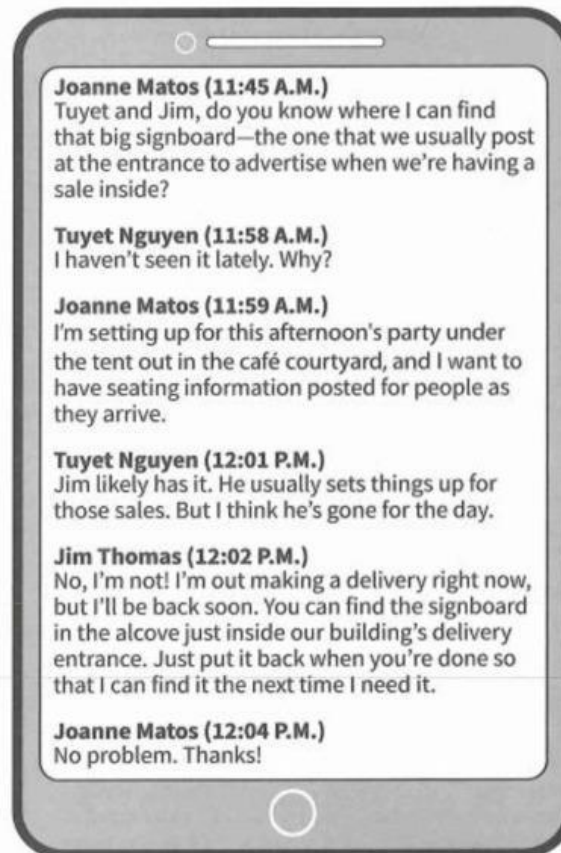 Joanne Matos (11:45 A.M.)
Tuyet and Jim, do you know where I can find
that big signboard—the one that we usually post
at the entrance to advertise when we're having a
sale inside?
Tuyet Nguyen (11:58 A.M.)
I haven't seen it lately. Why?
Joanne Matos (11:59 A.M.)
I'm setting up for this afternoon's party under
the tent out in the café courtyard, and I want to
have seating information posted for people as
they arrive.
Tuyet Nguyen (12:01 P.M.)
Jim likely has it. He usually sets things up for
those sales. But I think he's gone for the day.
Jim Thomas (12:02 P.M.)
No, I'm not! I'm out making a delivery right now,
but I'll be back soon. You can find the signboard
in the alcove just inside our building's delivery
entrance. Just put it back when you're done so
that I can find it the next time I need it.
Joanne Matos (12:04 P.M.)
No problem. Thanks!